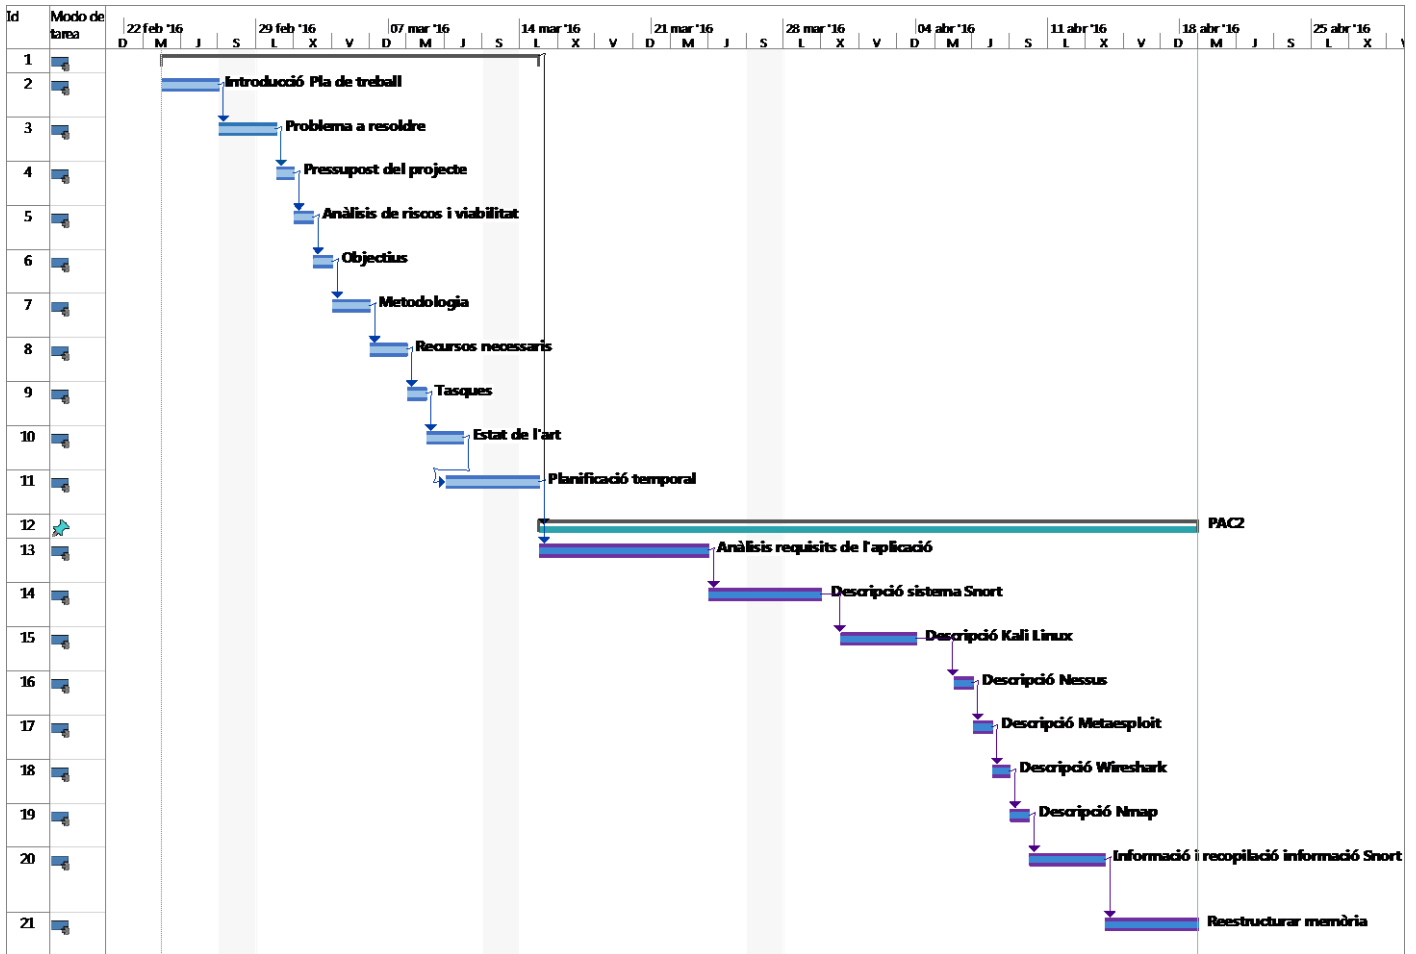 Id
Modo de
tarea
22 feb '16 29 feb '16 07 mar '16 14 mar '16 21 mar '16 28 mar '16 04 abr '16 11 abr '16 18 abr '16 25 abr '16
D M J S L X V D M J S L X V D M J S L X V D M J S L X V D M J S L X V
1
2 Introducció Pla de treball
3 Problema a resoldre
4 Pressupost del projecte
5 Anàlisis de riscos i viabilitat
6 Objectius
7 Metodologia
8 Recursos necessaris
9 Tasques
10 Estat de l'art
11 Planificació temporal
12 PAC2
13 Anàlisis requisits de l'aplicació
14 Descripció sistema Snort
15 Descripció Kali Linux
16 Descripció Nessus
17 Descripció Metaesploit
18 Descripció Wireshark
19 Descripció Nmap
20 Informació i recopilació informació Snort
21 Reestructurar memòria